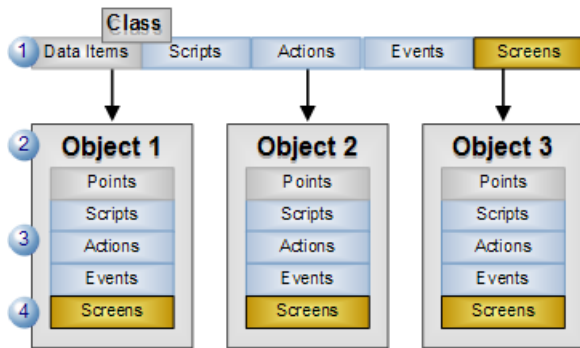 Class
1 Data Items Scripts Actions Events Screens
2 Object 1 Object 2 Object 3
Points Points Points
Scripts Scripts Scripts
3 Actions Actions Actions
Events Events Events
4 Screens Screens Screens